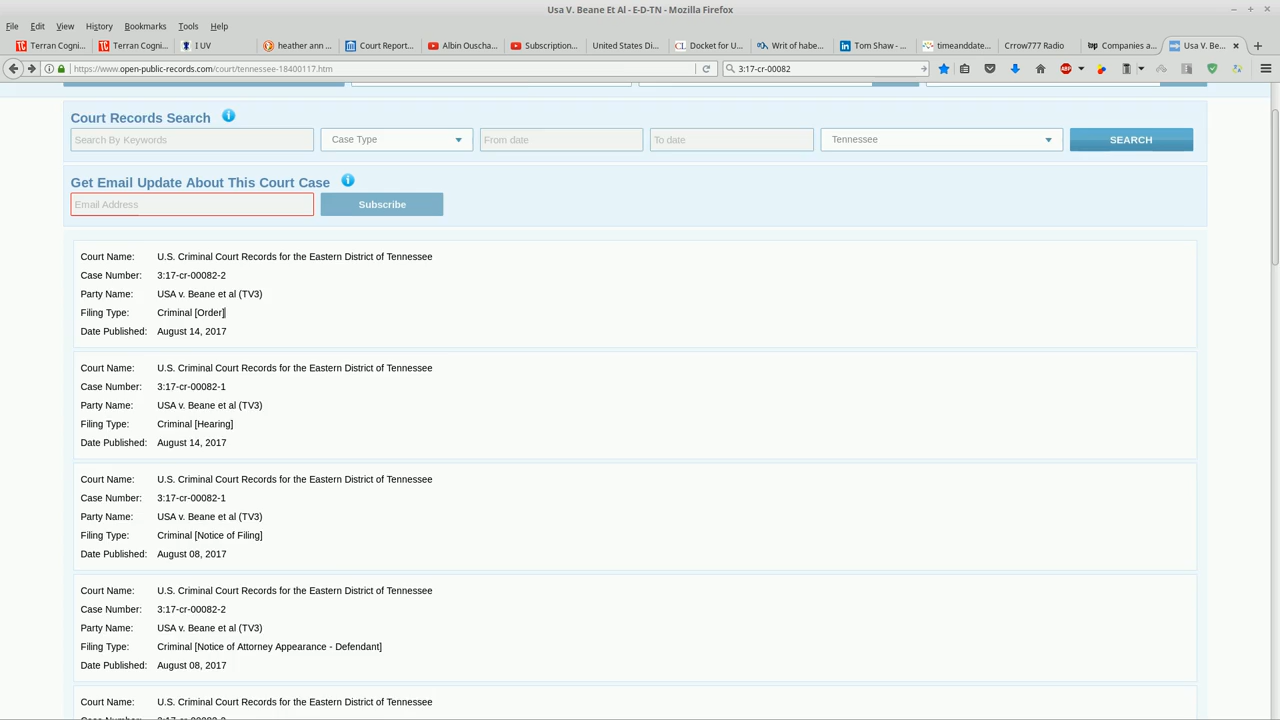 Usa V. Beane Et Al - E-D-TN - Mozilla Firefox
File Edit View History Bookmarks Tools Help
Terran Cogni... Terran Cogni... I UV heather ann ... Court Report... Albin Ouscha... Subscription... United States Di... Docket for U... Writ of habe... Tom Shaw -... timeanddate... Crrow777 Radio Companies a... Usa V. Be...
https://www.open-public-records.com/court/tennessee-18400117.htm 3:17-cr-00082
Court Records Search
Search By Keywords Case Type From date To date Tennessee SEARCH
Get Email Update About This Court Case
Email Address Subscribe
Court Name: U.S. Criminal Court Records for the Eastern District of Tennessee
Case Number: 3:17-cr-00082-2
Party Name: USA v. Beane et al (TV3)
Filing Type: Criminal [Order]
Date Published: August 14, 2017
Court Name: U.S. Criminal Court Records for the Eastern District of Tennessee
Case Number: 3:17-cr-00082-1
Party Name: USA v. Beane et al (TV3)
Filing Type: Criminal [Hearing]
Date Published: August 14, 2017
Court Name: U.S. Criminal Court Records for the Eastern District of Tennessee
Case Number: 3:17-cr-00082-1
Party Name: USA v. Beane et al (TV3)
Filing Type: Criminal [Notice of Filing]
Date Published: August 08, 2017
Court Name: U.S. Criminal Court Records for the Eastern District of Tennessee
Case Number: 3:17-cr-00082-2
Party Name: USA v. Beane et al (TV3)
Filing Type: Criminal [Notice of Attorney Appearance - Defendant]
Date Published: August 08, 2017
Court Name: U.S. Criminal Court Records for the Eastern District of Tennessee